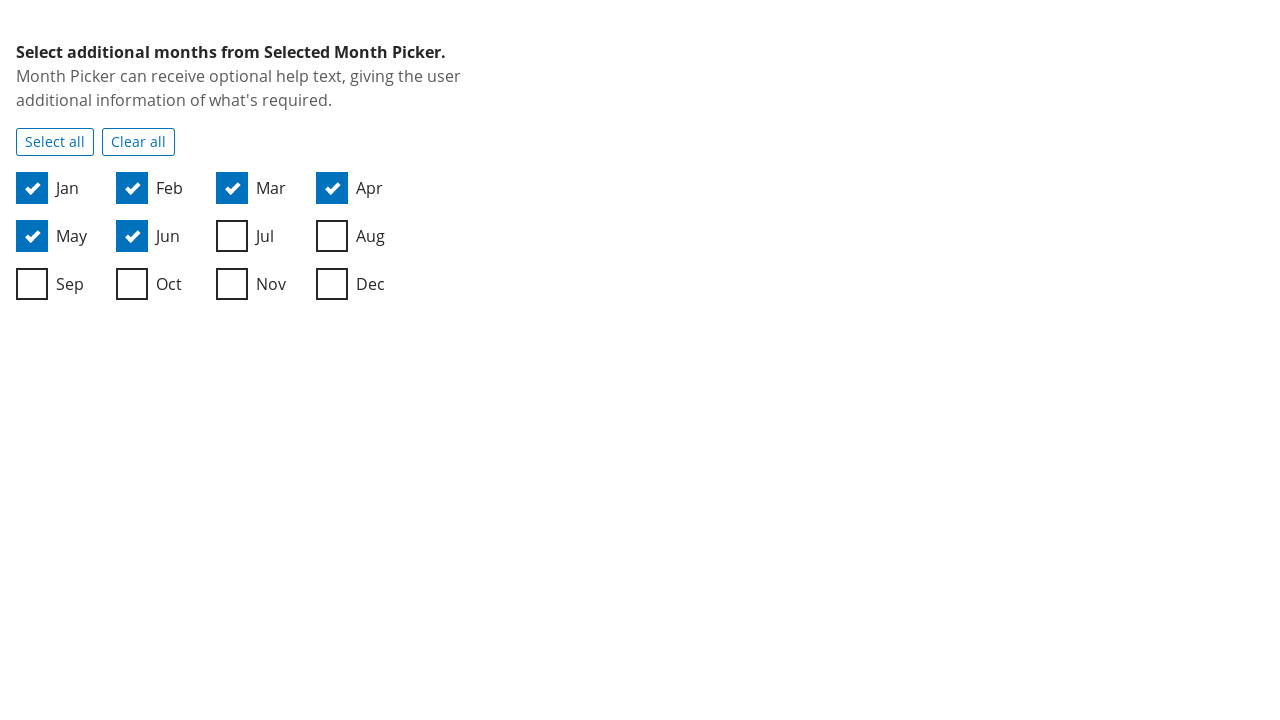 Select additional months from Selected Month Picker.
Month Picker can receive optional help text, giving the user
additional information of what's required.
Select all Clear all
Jan Feb Mar Apr
May Jun Jul Aug
Sep Oct Nov Dec